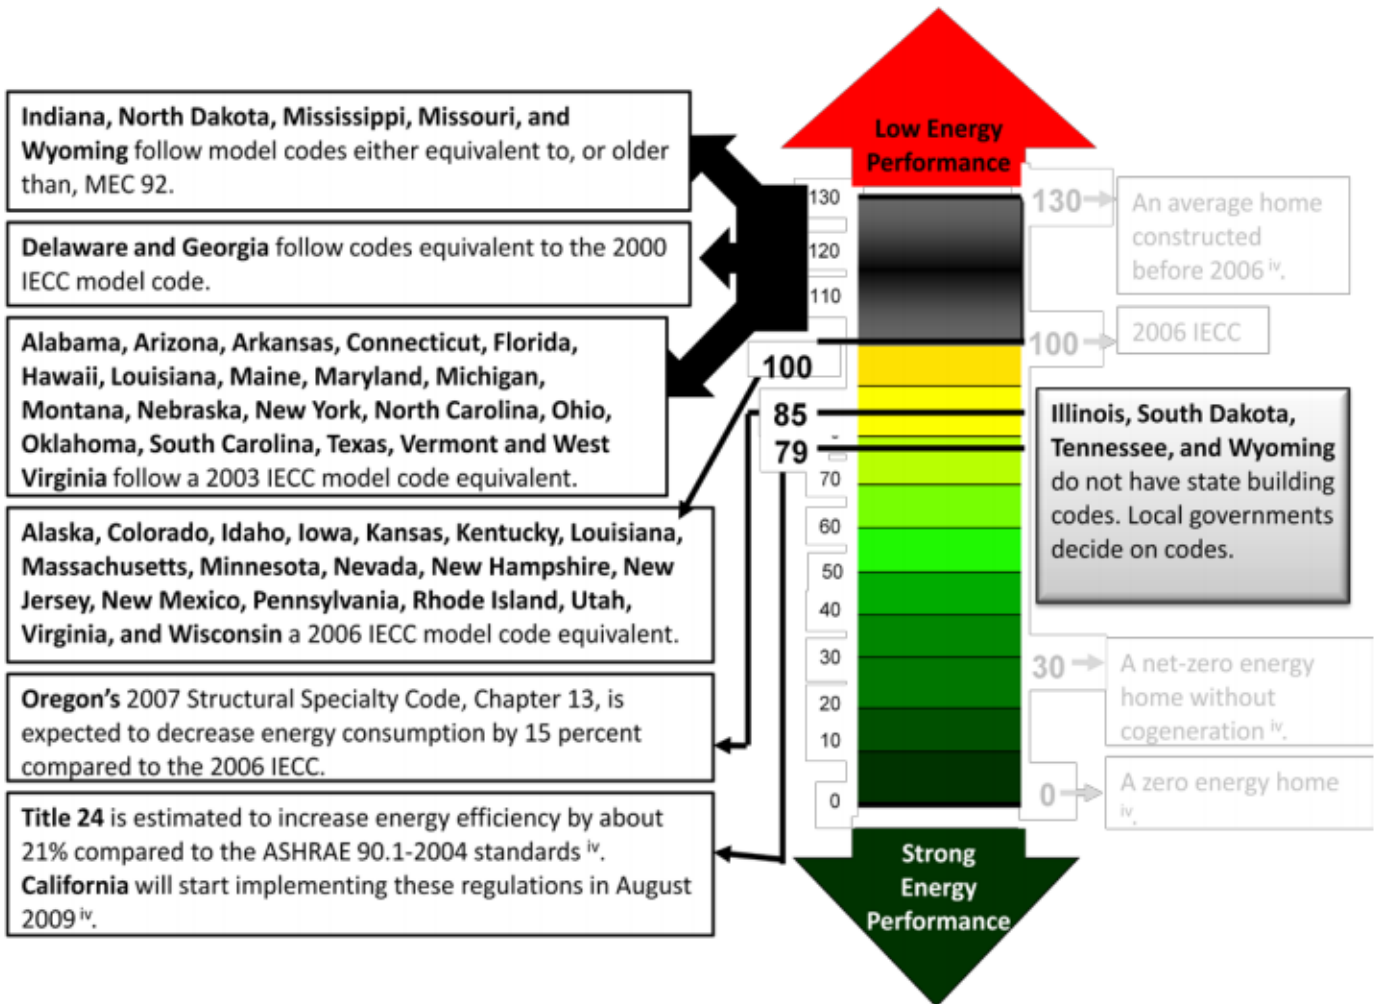 Low Energy
Performance
Indiana, North Dakota, Mississippi, Missouri, and
Wyoming follow model codes either equivalent to, or older
than, MEC 92.
Delaware and Georgia follow codes equivalent to the 2000
IECC model code.
Alabama, Arizona, Arkansas, Connecticut, Florida,
Hawaii, Louisiana, Maine, Maryland, Michigan,
Montana, Nebraska, New York, North Carolina, Ohio,
Oklahoma, South Carolina, Texas, Vermont and West
Virginia follow a 2003 IECC model code equivalent.
Alaska, Colorado, Idaho, Iowa, Kansas, Kentucky, Louisiana,
Massachusetts, Minnesota, Nevada, New Hampshire, New
Jersey, New Mexico, Pennsylvania, Rhode Island, Utah,
Virginia, and Wisconsin a 2006 IECC model code equivalent.
Oregon's 2007 Structural Specialty Code, Chapter 13, is
expected to decrease energy consumption by 15 percent
compared to the 2006 IECC.
Title 24 is estimated to increase energy efficiency by about
21% compared to the ASHRAE 90.1-2004 standards iv.
California will start implementing these regulations in August
2009 iv.
130
120
110
100
85
79
70
60
50
40
30
20
10
0
130
An average home
constructed
before 2006 iv.
100
2006 IECC
Illinois, South Dakota,
Tennessee, and Wyoming
do not have state building
codes. Local governments
decide on codes.
30
A net-zero energy
home without
cogeneration iv.
0
A zero energy home
iv.
Strong
Energy
Performance